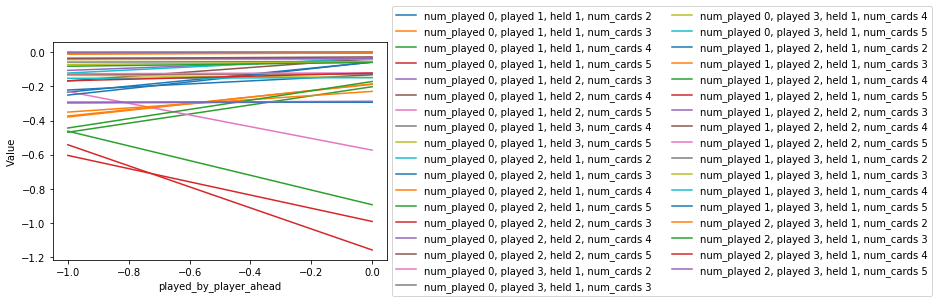 0.0
−0.2
−0.4
−0.6
−0.8
−1.0
−1.2
Value
−1.0
−0.8
−0.6
−0.4
−0.2
0.0
played_by_player_ahead
num_played 0, played 1, held 1, num_cards 2
num_played 0, played 1, held 1, num_cards 3
num_played 0, played 1, held 1, num_cards 4
num_played 0, played 1, held 1, num_cards 5
num_played 0, played 1, held 2, num_cards 3
num_played 0, played 1, held 2, num_cards 4
num_played 0, played 1, held 2, num_cards 5
num_played 0, played 1, held 3, num_cards 4
num_played 0, played 1, held 3, num_cards 5
num_played 0, played 2, held 1, num_cards 2
num_played 0, played 2, held 1, num_cards 3
num_played 0, played 2, held 1, num_cards 4
num_played 0, played 2, held 1, num_cards 5
num_played 0, played 2, held 2, num_cards 3
num_played 0, played 2, held 2, num_cards 4
num_played 0, played 2, held 2, num_cards 5
num_played 0, played 3, held 1, num_cards 2
num_played 0, played 3, held 1, num_cards 3
num_played 0, played 3, held 1, num_cards 4
num_played 0, played 3, held 1, num_cards 5
num_played 1, played 2, held 1, num_cards 2
num_played 1, played 2, held 1, num_cards 3
num_played 1, played 2, held 1, num_cards 4
num_played 1, played 2, held 1, num_cards 5
num_played 1, played 2, held 2, num_cards 3
num_played 1, played 2, held 2, num_cards 4
num_played 1, played 2, held 2, num_cards 5
num_played 1, played 3, held 1, num_cards 2
num_played 1, played 3, held 1, num_cards 3
num_played 1, played 3, held 1, num_cards 4
num_played 1, played 3, held 1, num_cards 5
num_played 2, played 3, held 1, num_cards 2
num_played 2, played 3, held 1, num_cards 3
num_played 2, played 3, held 1, num_cards 4
num_played 2, played 3, held 1, num_cards 5